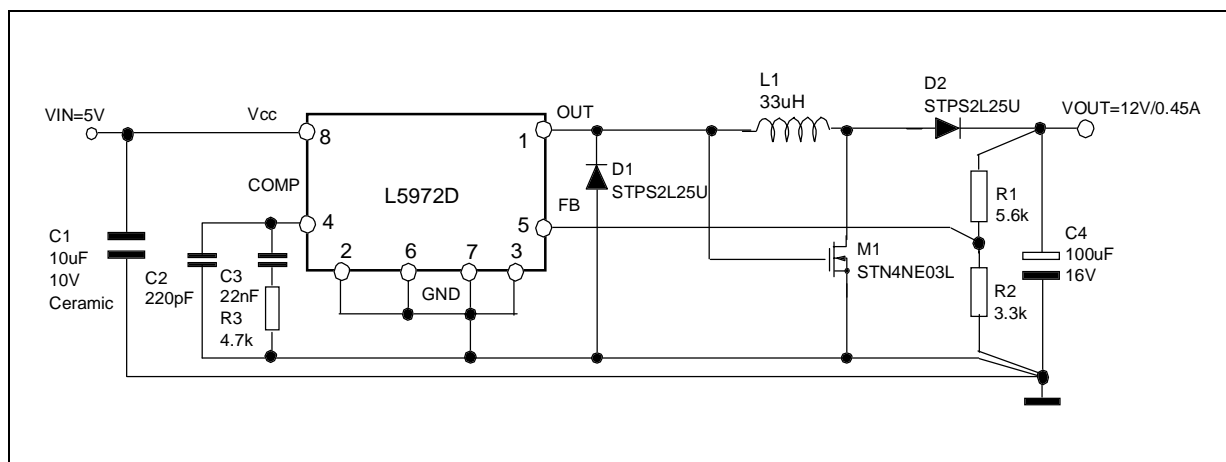 VIN=5V
Vcc
8
OUT
1
L1
33uH
D2
STPS2L25U
VOUT=12V/0.45A
COMP
4
L5972D
D1
STPS2L25U
FB
5
R1
5.6k
C1
10uF
10V
Ceramic
C2
220pF
C3
22nF
R3
4.7k
2
6
7
3
GND
M1
STN4NE03L
C4
100uF
16V
R2
3.3k